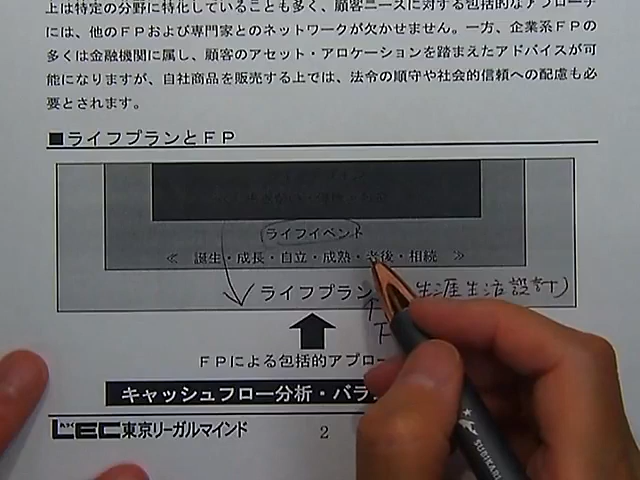 上は特定の分野に特化していることも多く、顧客ニーズに対する包括的なアプローチ
には、他のFPおよび専門家とのネットワークが欠かせません。一方、企業系FPの
多くは金融機関に属し、顧客のアセット・アロケーションを踏まえたアドバイスが可
能になりますが、自社商品を販売する上では、法令の順守や社会的信頼への配慮も必
要とされます。
■ライフプランとFP
ライフイベント
≪ 誕生・成長・自立・成熟・老後・相続 ≫
ライフプラン 生涯生活設計)
FPによる包括的アプロー
キャッシュフロー分析・バラ
LEC東京リーガルマインド 2
SUBIKARI